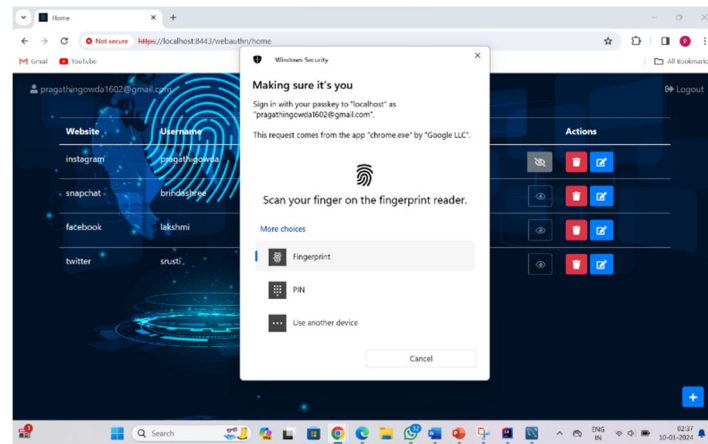 Home
Not secure https://localhost:8443/webauthn/home
Gmail YouTube All Bookmarks
pragathingowda1602@gmail.com Logout
Website Username Actions
instagram pragathigowda
snapchat brindashree
facebook lakshmi
twitter srusti
Windows Security
Making sure it's you
Sign in with your passkey to "localhost" as
"pragathingowda1602@gmail.com".
This request comes from the app "chrome.exe" by "Google LLC".
Scan your finger on the fingerprint reader.
More choices
Fingerprint
PIN
Use another device
Cancel
Search
ENG
IN
02:37
10-01-2024